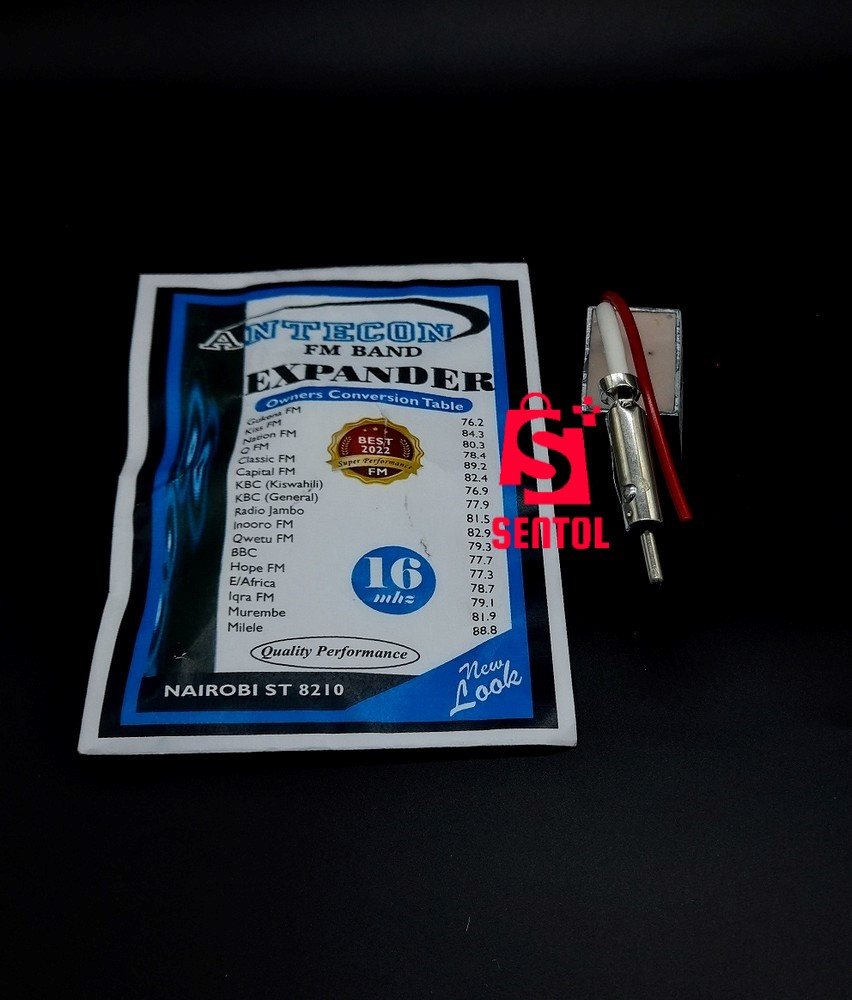 ANTECON
FM BAND
EXPANDER
Owners Conversion Table
Gukena FM 76.2
Kiss FM 84.3
Nation FM 80.3
Q FM 78.4
Classic FM 89.2
Capital FM 82.4
KBC (Kiswahili) 76.9
KBC (General) 77.9
Radio Jambo 81.5
Inooro FM 82.9
Qwetu FM 79.3
BBC 77.7
Hope FM 77.3
E/Africa 78.7
Iqra FM 79.1
Murembe 81.9
Milele 88.8
BEST
2022
Super Performance
FM
16
mhz
Quality Performance
NAIROBI ST 8210
New
Look
S
SENTOL